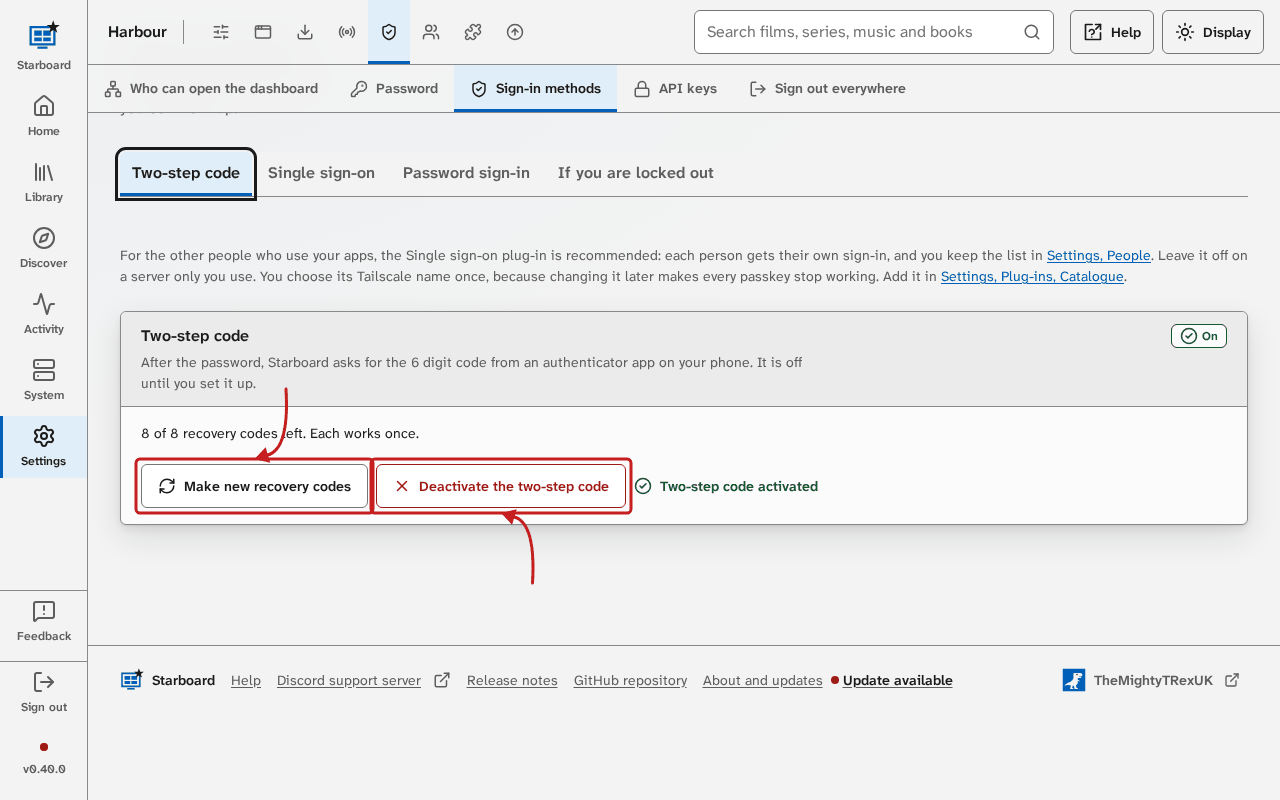 Starboard
Home
Library
Discover
Activity
System
Settings
Feedback
Sign out
v0.40.0
Harbour
Search films, series, music and books
Help
Display
Who can open the dashboard
Password
Sign-in methods
API keys
Sign out everywhere
Two-step code
Single sign-on
Password sign-in
If you are locked out
For the other people who use your apps, the Single sign-on plug-in is recommended: each person gets their own sign-in, and you keep the list in Settings, People. Leave it off on
a server only you use. You choose its Tailscale name once, because changing it later makes every passkey stop working. Add it in Settings, Plug-ins, Catalogue.
Two-step code
On
After the password, Starboard asks for the 6 digit code from an authenticator app on your phone. It is off
until you set it up.
8 of 8 recovery codes left. Each works once.
Make new recovery codes
Deactivate the two-step code
Two-step code activated
Starboard
Help
Discord support server
Release notes
GitHub repository
About and updates
Update available
TheMightyTRexUK